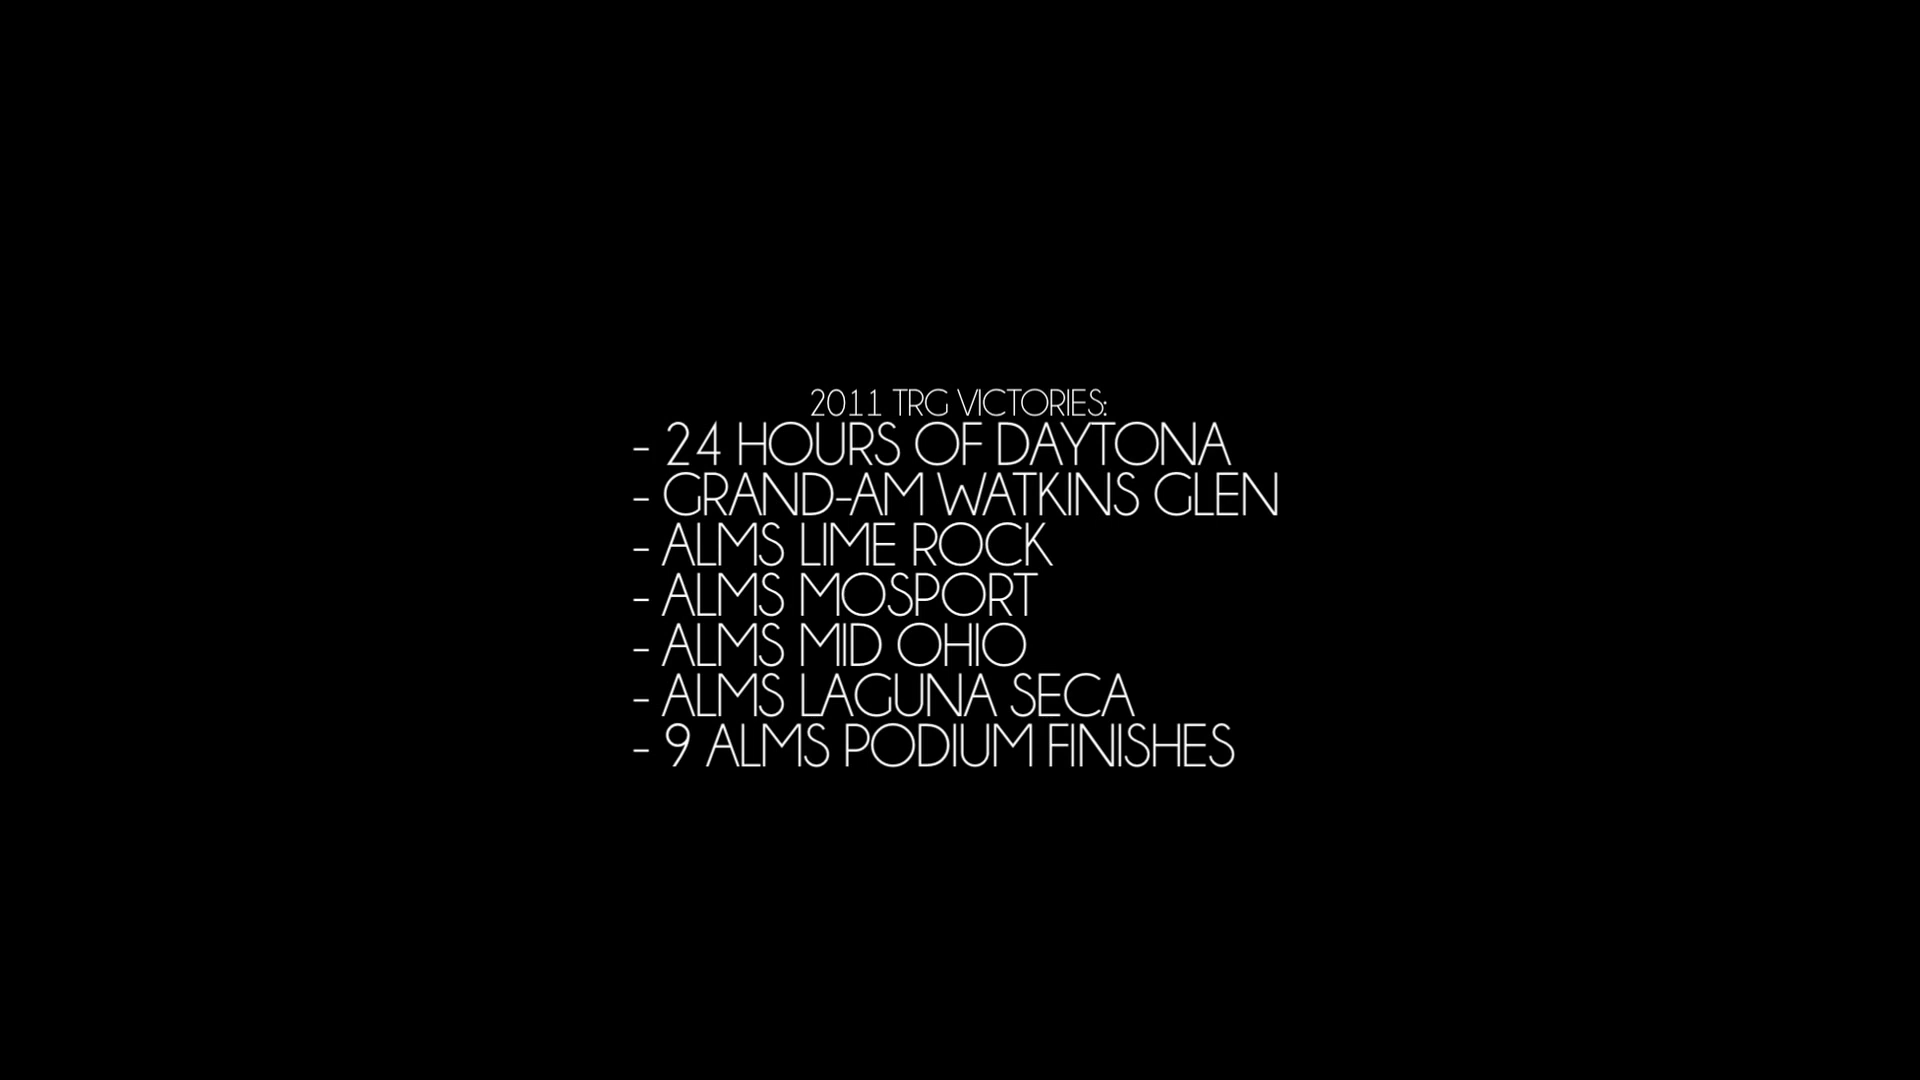 2011 TRG VICTORIES:
- 24 HOURS OF DAYTONA
- GRAND-AM WATKINS GLEN
- ALMS LIME ROCK
- ALMS MOSPORT
- ALMS MID OHIO
- ALMS LAGUNA SECA
- 9 ALMS PODIUM FINISHES